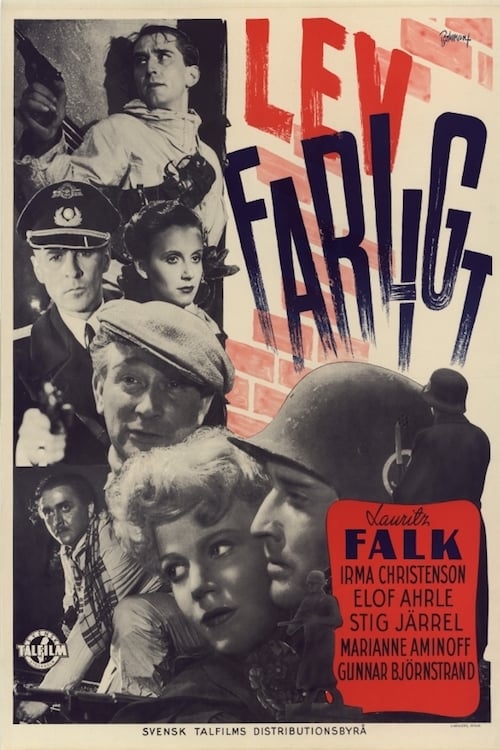 LEV
FARLIGT
Lauritz
FALK
IRMA CHRISTENSON
ELOF AHRLE
STIG JÄRREL
MARIANNE AMINOFF
GUNNAR BJÖRNSTRAND
TALFILM
SVENSK TALFILMS DISTRIBUTIONSBYRÅ